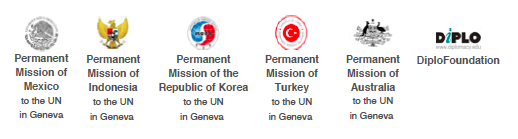 Permanent
Mission of
Mexico
to the UN
in Geneva
Permanent
Mission of
Indonesia
to the UN
in Geneva
Permanent
Mission of the
Republic of Korea
to the UN
in Geneva
Permanent
Mission of
Turkey
to the UN
in Geneva
Permanent
Mission of
Australia
to the UN
in Geneva
DiPLO
www.diplomacy.edu
DiploFoundation